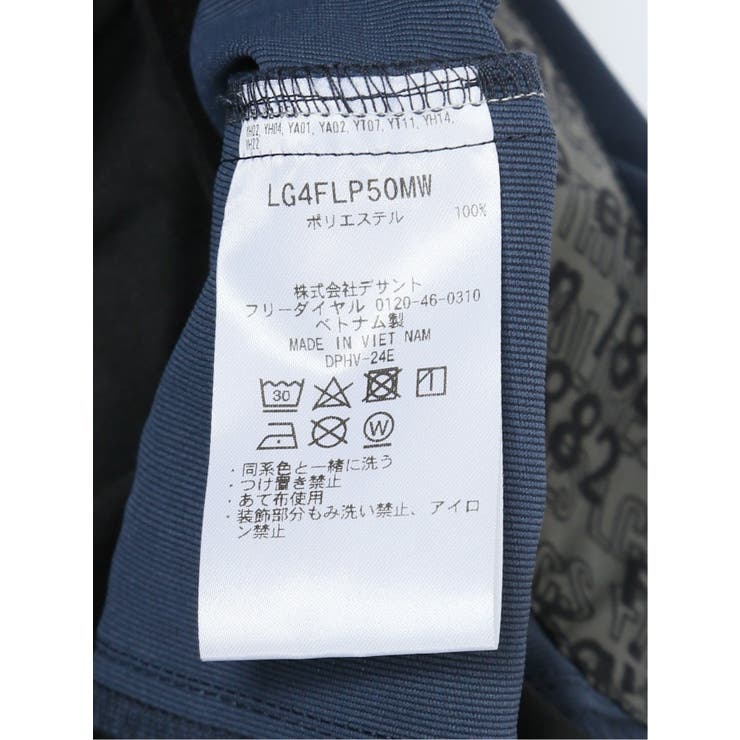 YH02, YH04, YA01, YA02, YT07, YT11, YH14,
YH22
LG4FLP50MW
ポリエステル 100%
株式会社デサント
フリーダイヤル 0120-46-0310
ベトナム製
MADE IN VIET NAM
DPHV-24E
30
W
・同系色と一緒に洗う
・つけ置き禁止
・あて布使用
・装飾部分もみ洗い禁止、アイロ
ン禁止